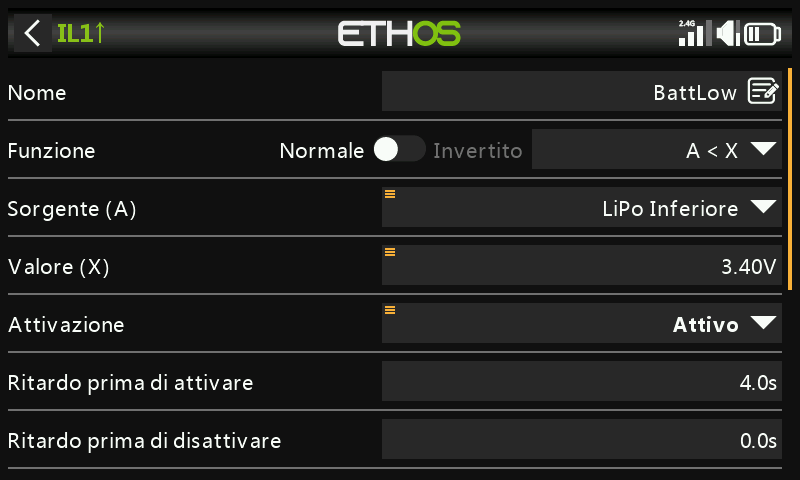 IL1↑
ETHOS
2.4G
Nome
BattLow
Funzione
Normale
Invertito
A < X
Sorgente (A)
LiPo Inferiore
Valore (X)
3.40V
Attivazione
Attivo
Ritardo prima di attivare
4.0s
Ritardo prima di disattivare
0.0s